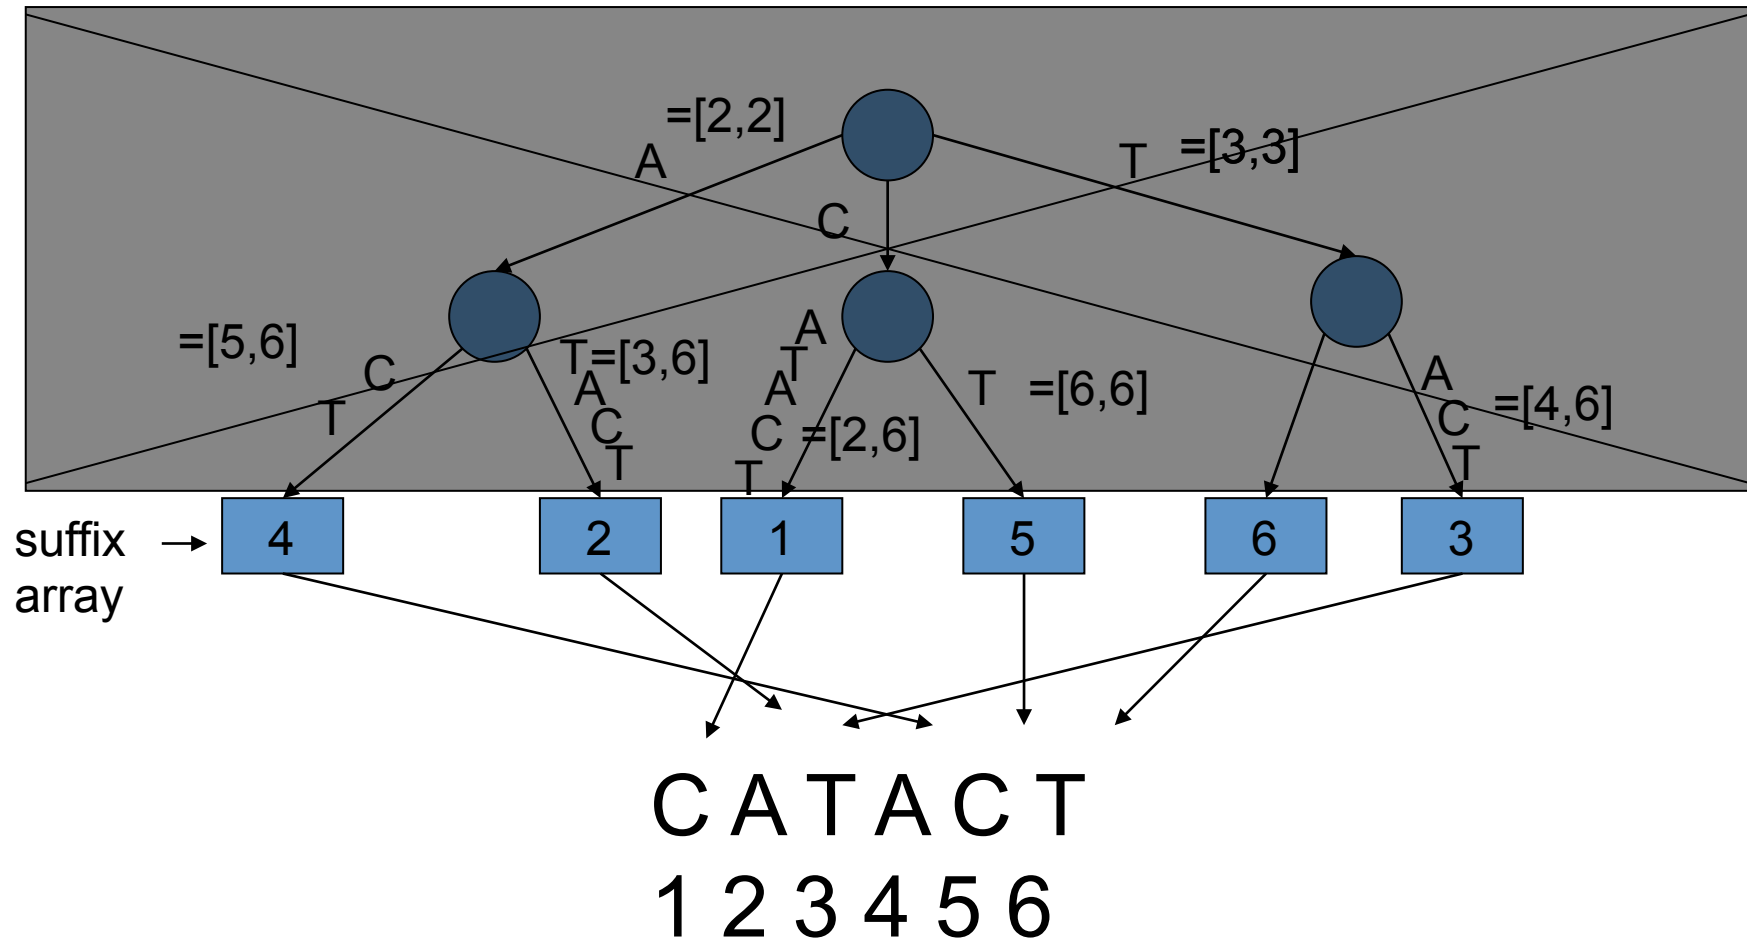 =[2,2]
A
T =[3,3]
C
=[5,6]
C
T
T=[3,6]
A
C
T
A
T
A
C =[2,6]
T
T =[6,6]
A
C =[4,6]
T
suffix array
4 2 1 5 6 3
C A T A C T
1 2 3 4 5 6